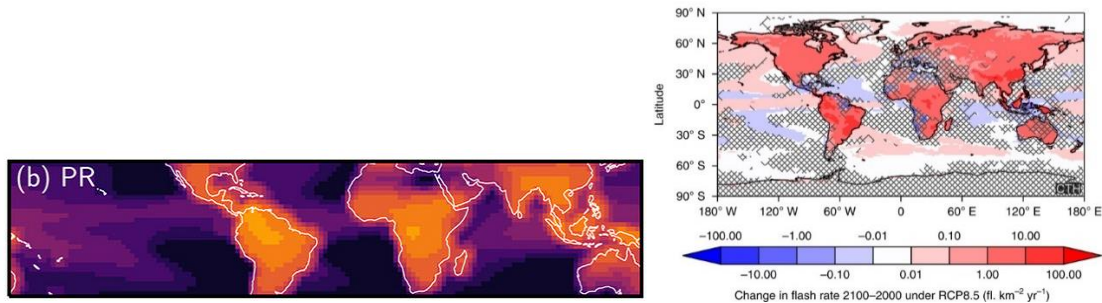 (b) PR
90° N
60° N
30° N
0°
30° S
60° S
90° S
Latitude
CTH
180° W 120° W 60° W 0 60° E 120° E 180° E
−100.00 −1.00 −0.01 0.10 10.00
−10.00 −0.10 0.01 1.00 100.00
Change in flash rate 2100–2000 under RCP8.5 (fl. km⁻² yr⁻¹)